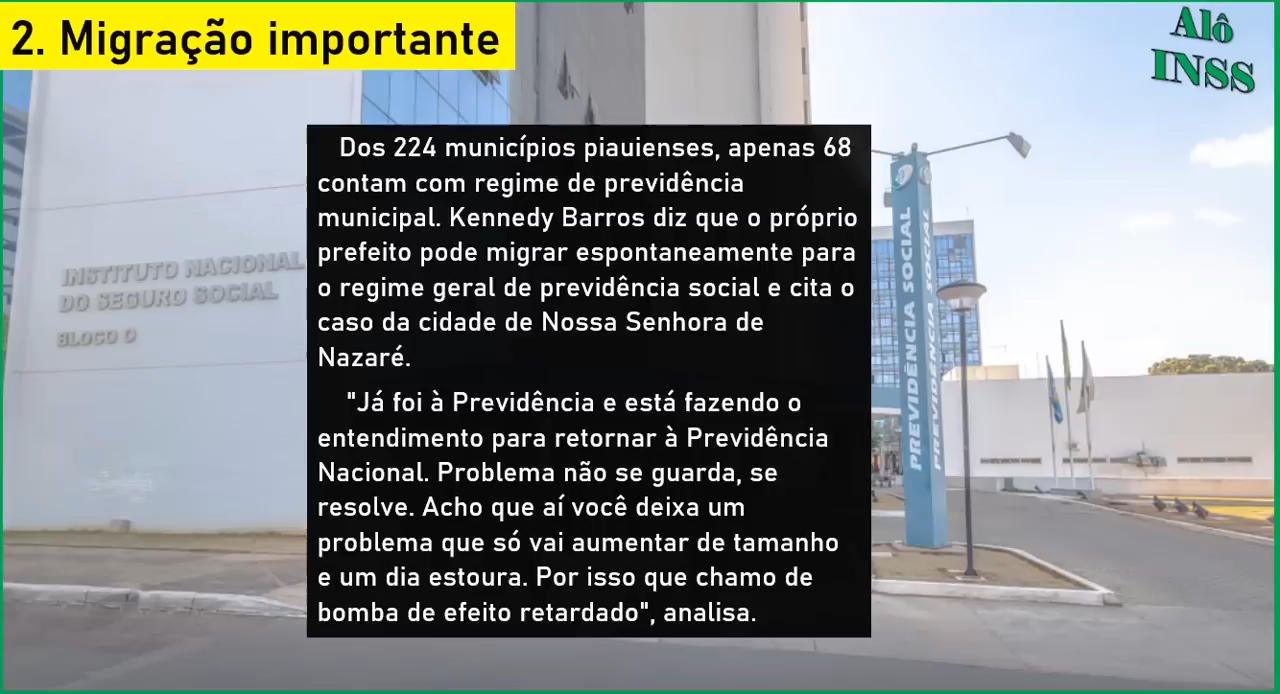 2. Migração importante
Alô
INSS
Dos 224 municípios piauienses, apenas 68
contam com regime de previdência
municipal. Kennedy Barros diz que o próprio
prefeito pode migrar espontaneamente para
o regime geral de previdência social e cita o
caso da cidade de Nossa Senhora de
Nazaré.
"Já foi à Previdência e está fazendo o
entendimento para retornar à Previdência
Nacional. Problema não se guarda, se
resolve. Acho que aí você deixa um
problema que só vai aumentar de tamanho
e um dia estoura. Por isso que chamo de
bomba de efeito retardado", analisa.
INSTITUTO NACIONAL
DO SEGURO SOCIAL
BLOCO O
PREVIDÊNCIA SOCIAL
PREVIDÊNCIA SOCIAL